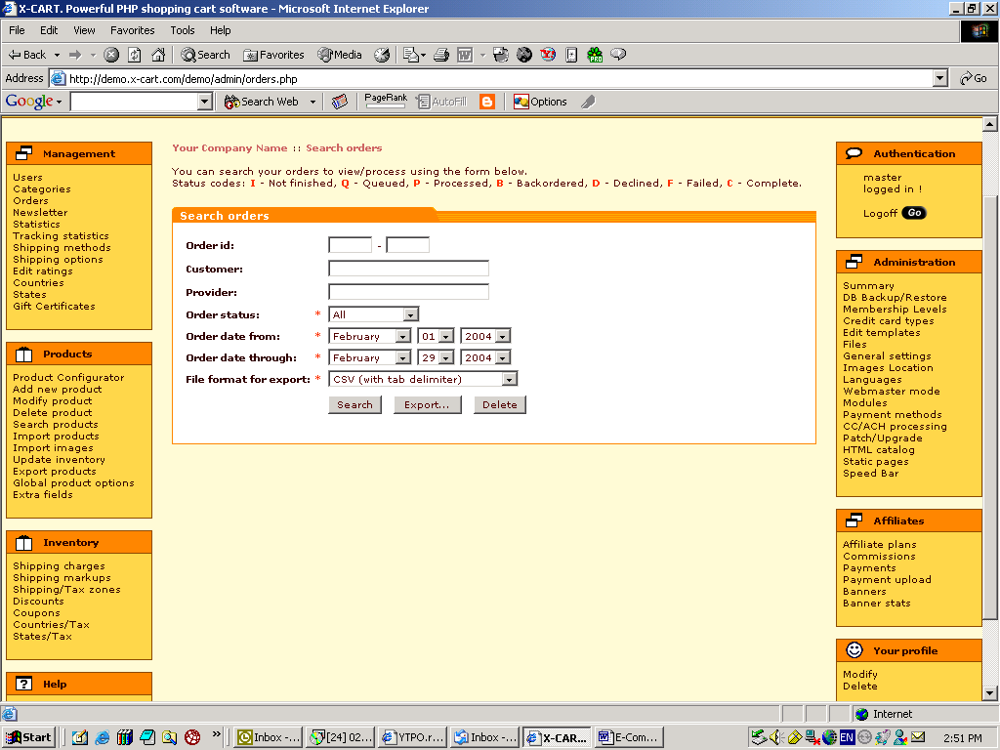 X-CART. Powerful PHP shopping cart software - Microsoft Internet Explorer
File Edit View Favorites Tools Help
Back Search Favorites Media
Address http://demo.x-cart.com/demo/admin/orders.php Go
Google Search Web PageRank AutoFill Options
Management
Users
Categories
Orders
Newsletter
Statistics
Tracking statistics
Shipping methods
Shipping options
Edit ratings
Countries
States
Gift Certificates
Products
Product Configurator
Add new product
Modify product
Delete product
Search products
Import products
Import images
Update inventory
Export products
Global product options
Extra fields
Inventory
Shipping charges
Shipping markups
Shipping/Tax zones
Discounts
Coupons
Countries/Tax
States/Tax
Help
Your Company Name :: Search orders
You can search your orders to view/process using the form below.
Status codes: I - Not finished, Q - Queued, P - Processed, B - Backordered, D - Declined, F - Failed, C - Complete.
Search orders
Order id: -
Customer:
Provider:
Order status: * All
Order date from: * February 01 2004
Order date through: * February 29 2004
File format for export: * CSV (with tab delimiter)
Search Export... Delete
Authentication
master
logged in !
Logoff Go
Administration
Summary
DB Backup/Restore
Membership Levels
Credit card types
Edit templates
Files
General settings
Images Location
Languages
Webmaster mode
Modules
Payment methods
CC/ACH processing
Patch/Upgrade
HTML catalog
Static pages
Speed Bar
Affiliates
Affiliate plans
Commissions
Payments
Payment upload
Banners
Banner stats
Your profile
Modify
Delete
Internet
Start Inbox -... [24] 02... YTPO.r... Inbox -... X-CAR... E-Com... EN 2:51 PM